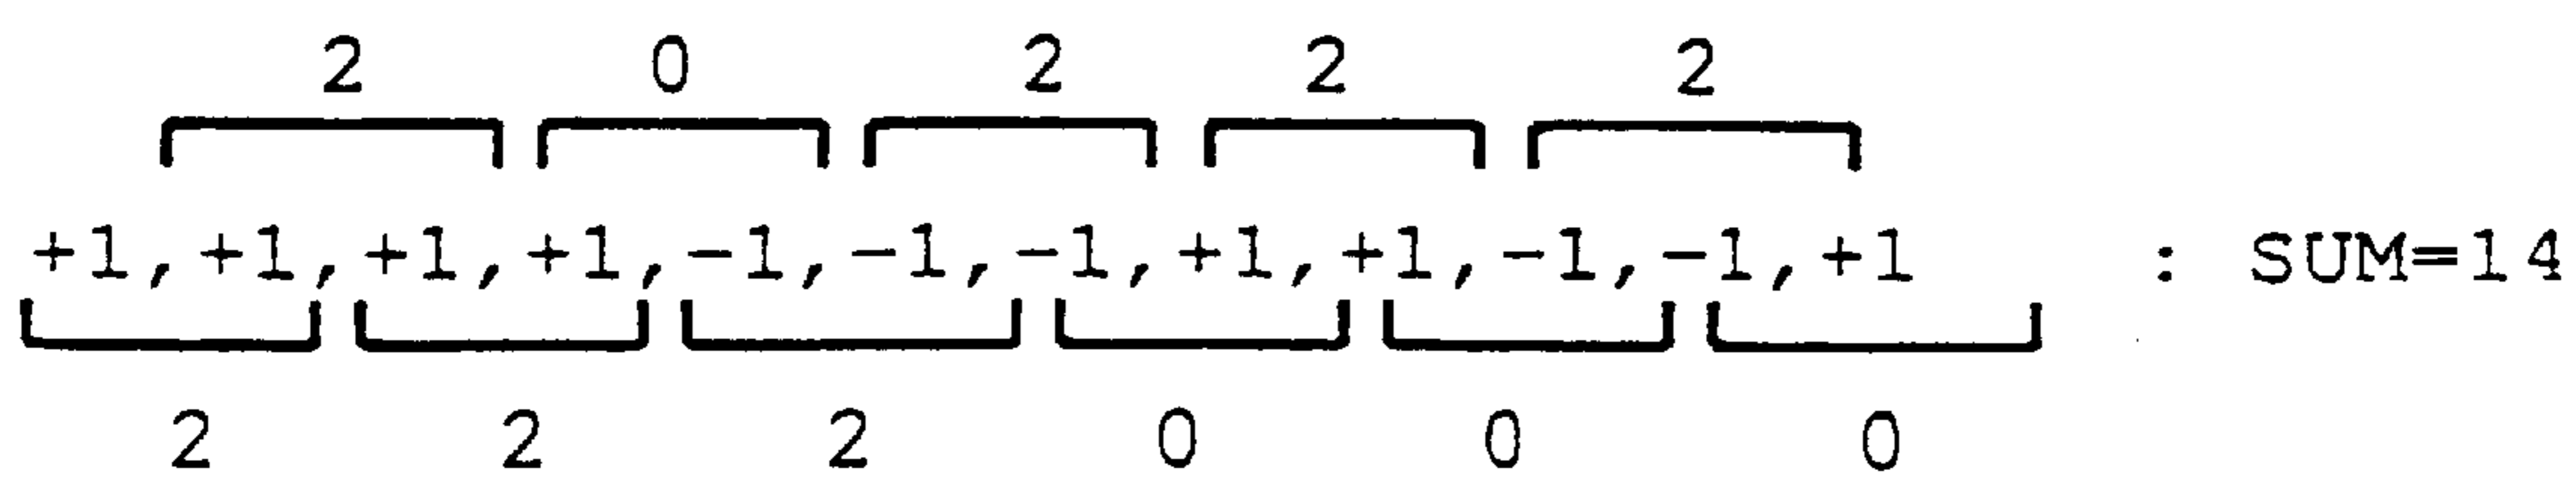 2 0 2 2 2
+1, +1, +1, +1, -1, -1, -1, +1, +1, -1, -1, +1 : SUM=14
2 2 2 0 0 0